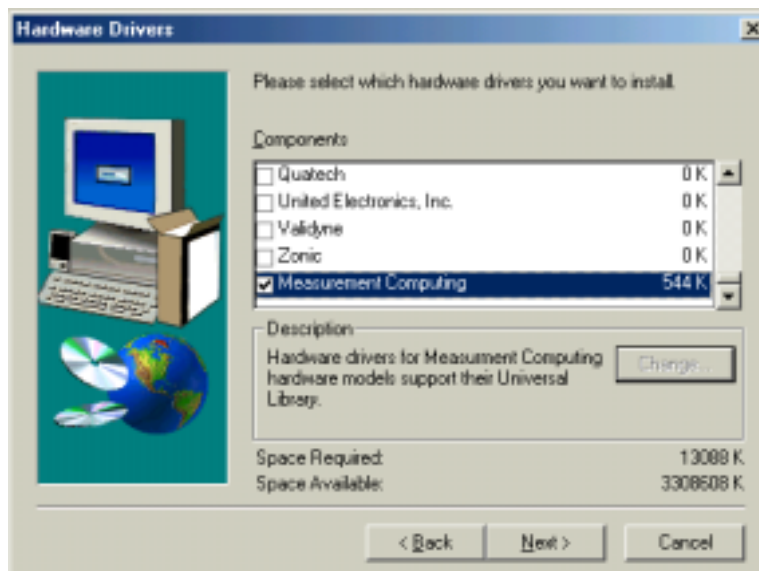 Hardware Drivers
Please select which hardware drivers you want to install.
Components
Quatech 0 K
United Electronics, Inc. 0 K
Validyne 0 K
Zonic 0 K
Measurement Computing 544 K
Description
Hardware drivers for Measurment Computing
hardware models support their Universal
Library.
Change...
Space Required: 13088 K
Space Available: 3308608 K
< Back
Next >
Cancel